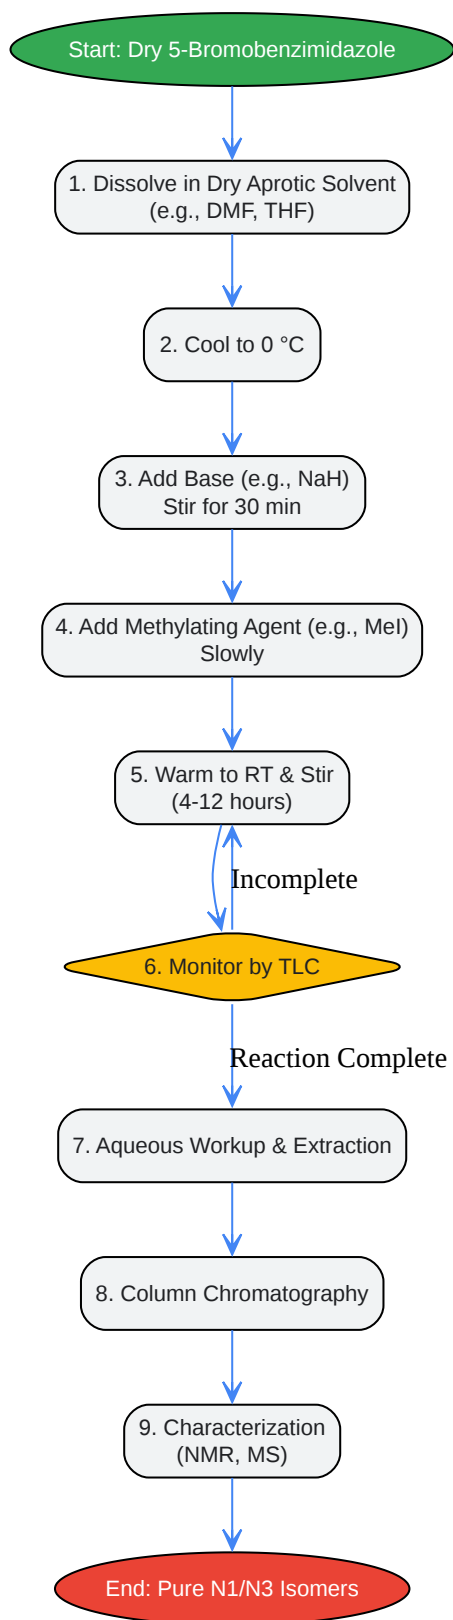 Start: Dry 5-Bromobenzimidazole
1. Dissolve in Dry Aprotic Solvent
(e.g., DMF, THF)
2. Cool to 0 °C
3. Add Base (e.g., NaH)
Stir for 30 min
4. Add Methylating Agent (e.g., MeI)
Slowly
5. Warm to RT & Stir
(4-12 hours)
Incomplete
6. Monitor by TLC
Reaction Complete
7. Aqueous Workup & Extraction
8. Column Chromatography
9. Characterization
(NMR, MS)
End: Pure N1/N3 Isomers